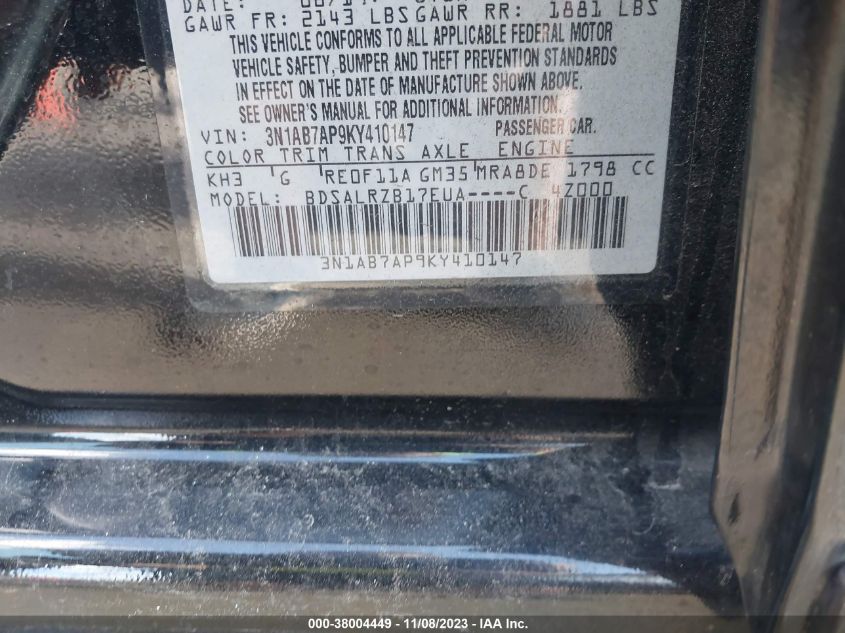 DATE:
GAWR FR: 2143 LBS GAWR RR: 1881 LBS
THIS VEHICLE CONFORMS TO ALL APPLICABLE FEDERAL MOTOR
VEHICLE SAFETY, BUMPER AND THEFT PREVENTION STANDARDS
IN EFFECT ON THE DATE OF MANUFACTURE SHOWN ABOVE.
SEE OWNER'S MANUAL FOR ADDITIONAL INFORMATION.
VIN: 3N1AB7AP9KY410147 PASSENGER CAR.
COLOR TRIM TRANS AXLE ENGINE
KH3 G RE0F11A GM35 MRA8DE 1798 CC
MODEL: BDSALRZB17EUA----C 4Z000
3N1AB7AP9KY410147
000-38004449 - 11/08/2023 - IAA Inc.